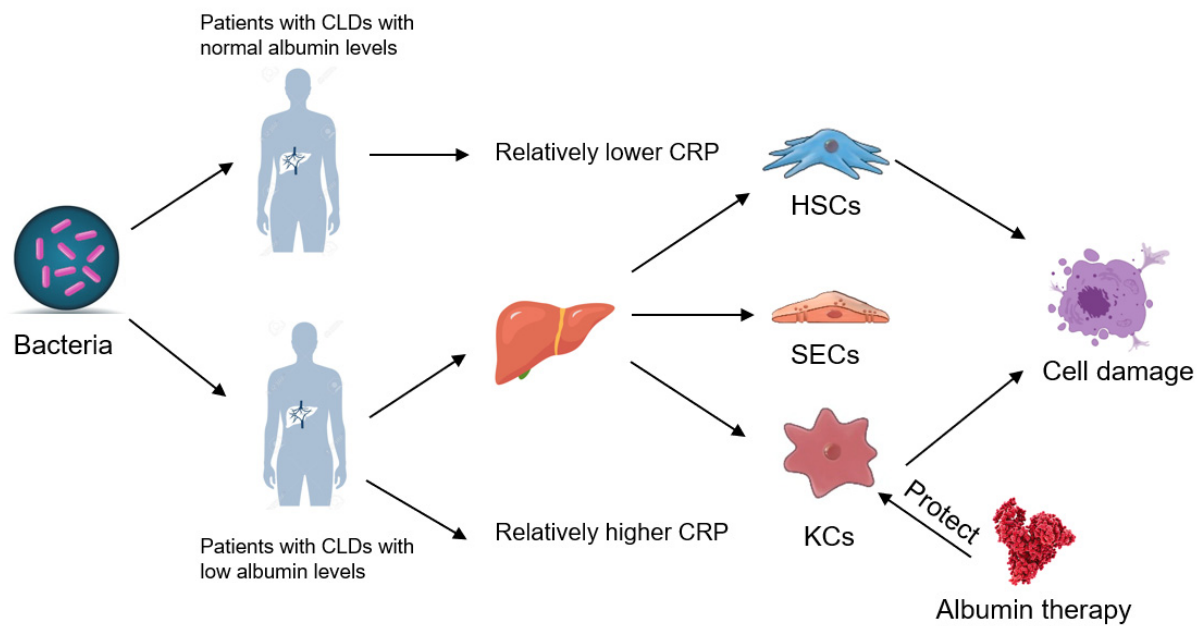 Patients with CLDs with
normal albumin levels
Relatively lower CRP
HSCs
Bacteria
SECs
Cell damage
Patients with CLDs with
low albumin levels
Relatively higher CRP
KCs
Protect
Albumin therapy